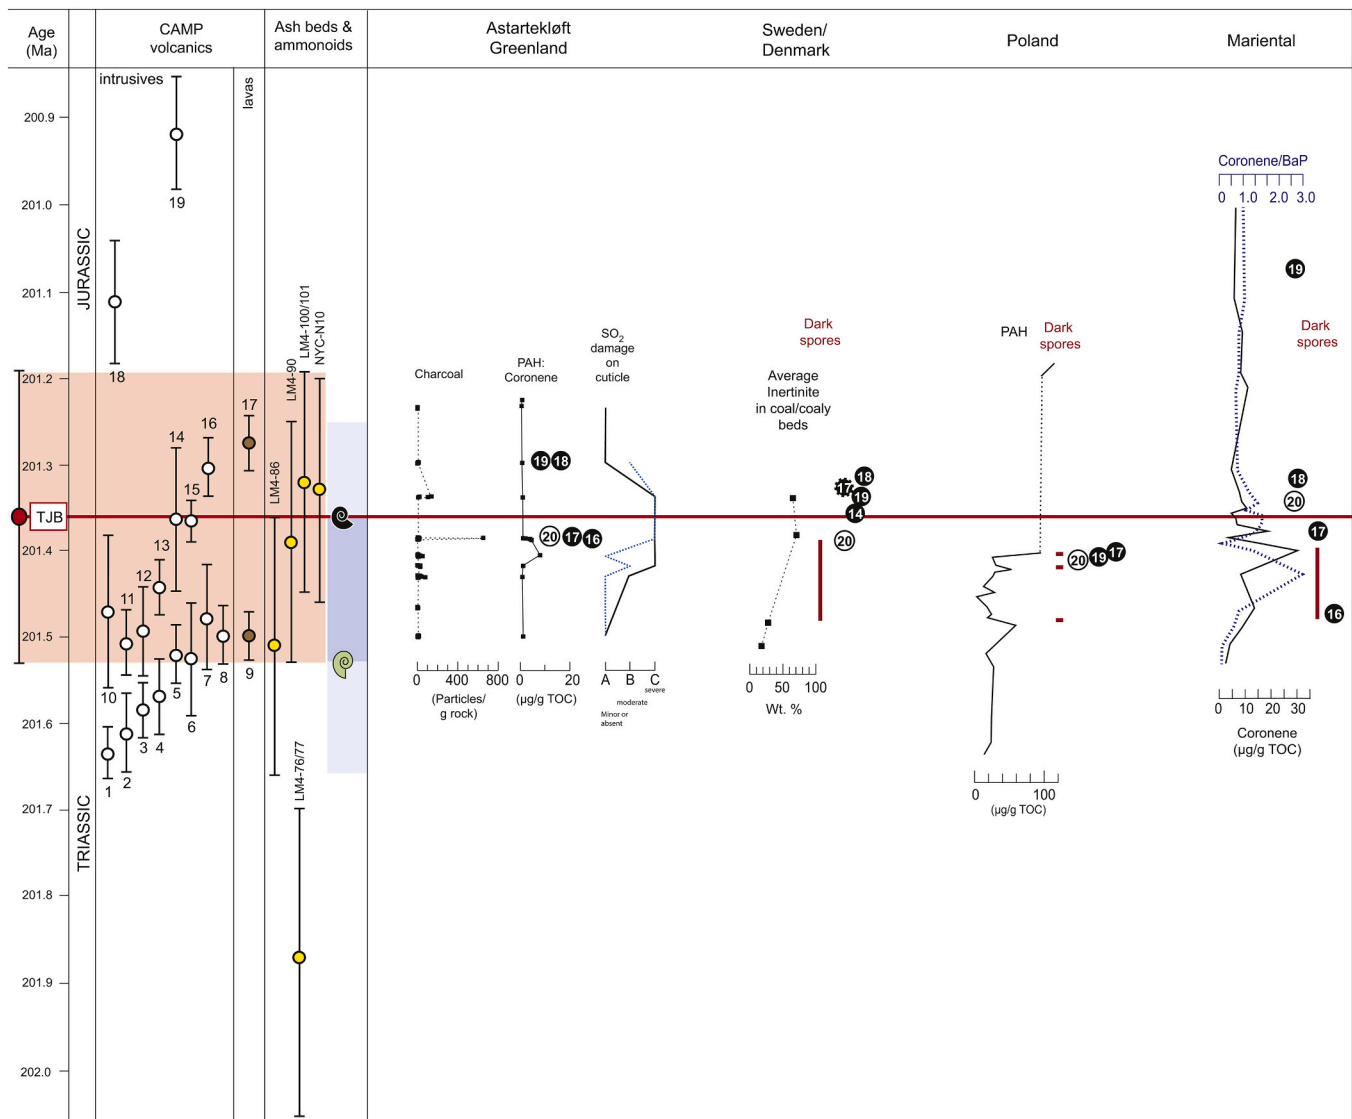 Age
(Ma)
CAMP
volcanics
Ash beds &
ammonoids
Astartekløft
Greenland
Sweden/
Denmark
Poland
Mariental
intrusives
lavas
200.9
201.0
201.1
201.2
201.3
201.4
201.5
201.6
201.7
201.8
201.9
202.0
JURASSIC
TRIASSIC
TJB
19
18
17
16
14
15
13
12
11
10
9
8
7
6
5
4
3
2
1
LM4-100/101
NYC-N10
LM4-90
LM4-86
LM4-76/77
Charcoal
0 400 800
(Particles/
g rock)
PAH:
Coronene
19 18
20 17 16
0 20
(µg/g TOC)
SO2
damage
on
cuticle
A B C
severe
moderate
Minor or
absent
Dark
spores
Average
Inertinite
in coal/coaly
beds
18
17
19
14
20
0 50 100
Wt. %
PAH
Dark
spores
20 19 17
0 100
(µg/g TOC)
Coronene/BaP
0 1.0 2.0 3.0
19
Dark
spores
18
20
17
16
0 10 20 30
Coronene
(µg/g TOC)